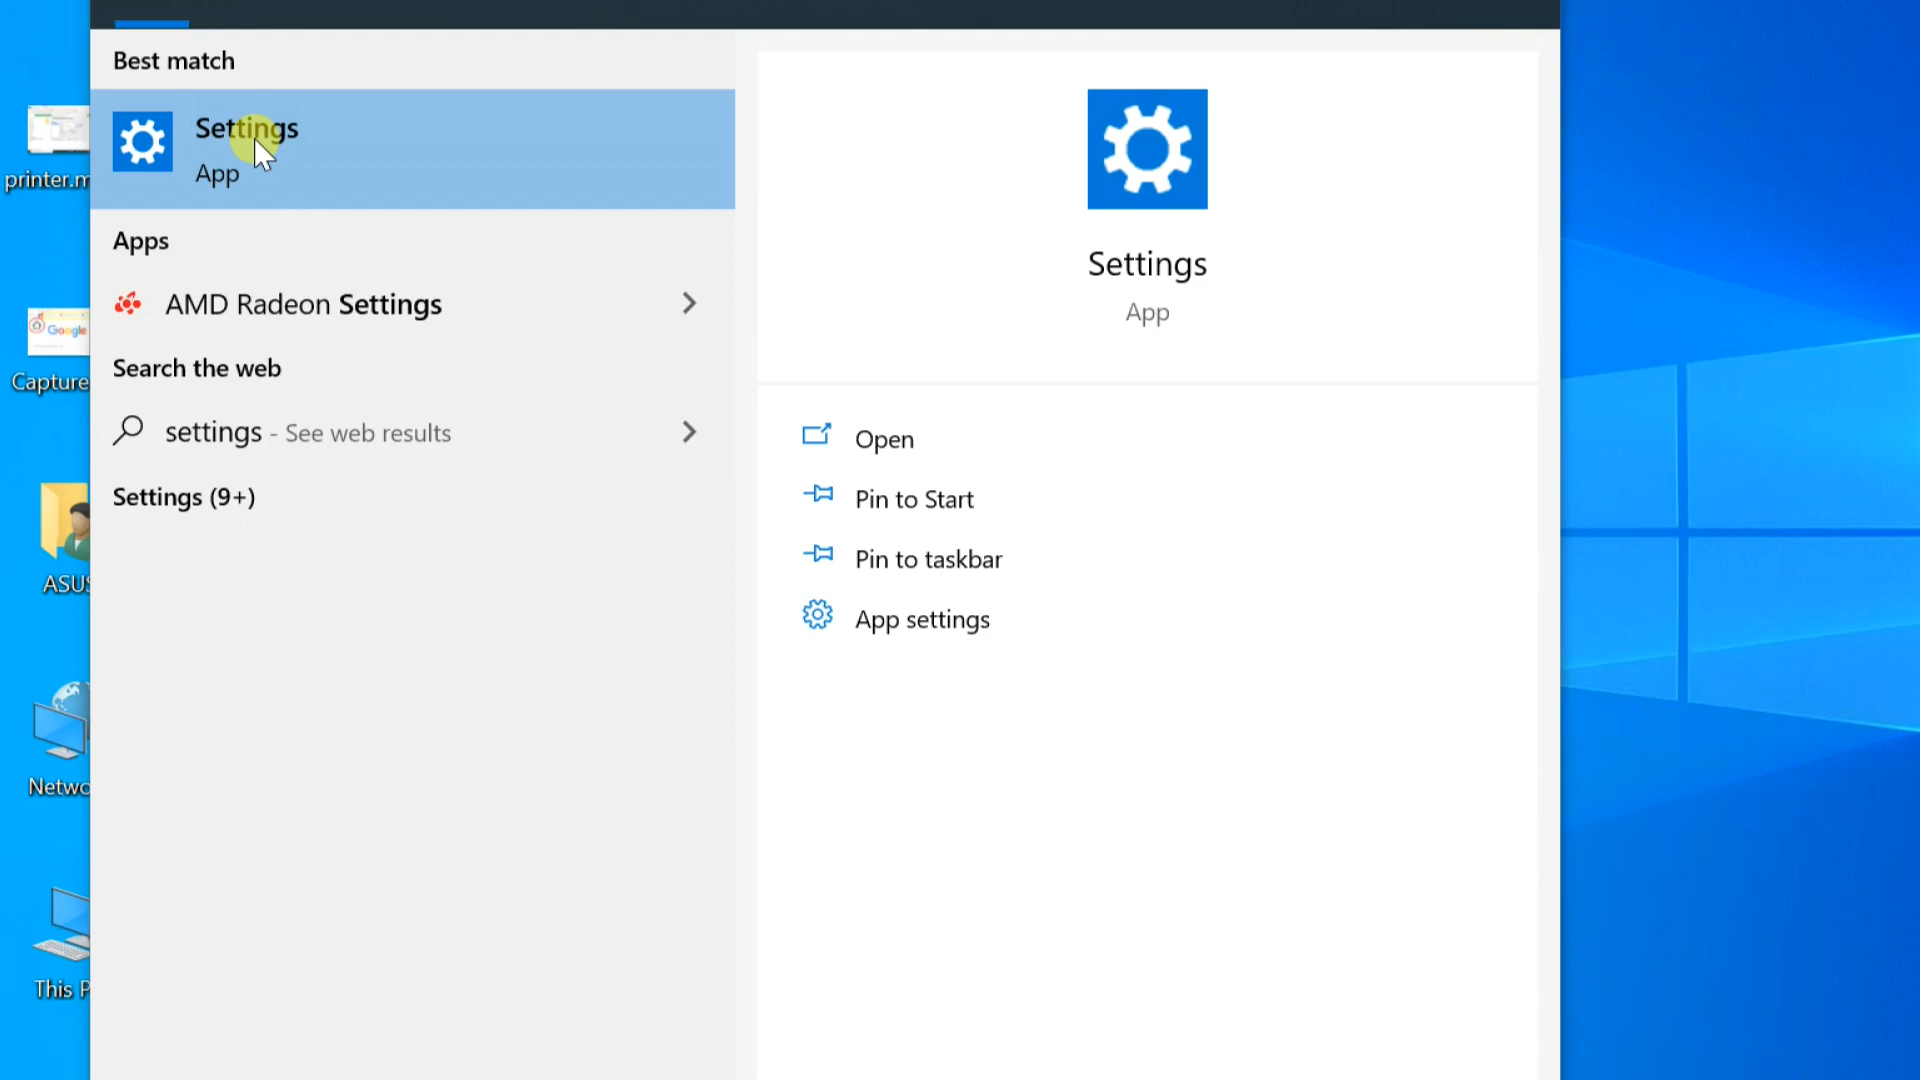 Best match
Settings
App
Apps
AMD Radeon Settings
Search the web
settings - See web results
Settings (9+)
Settings
App
Open
Pin to Start
Pin to taskbar
App settings
printer.m
Google
Capture
ASUS
Netwo
This P